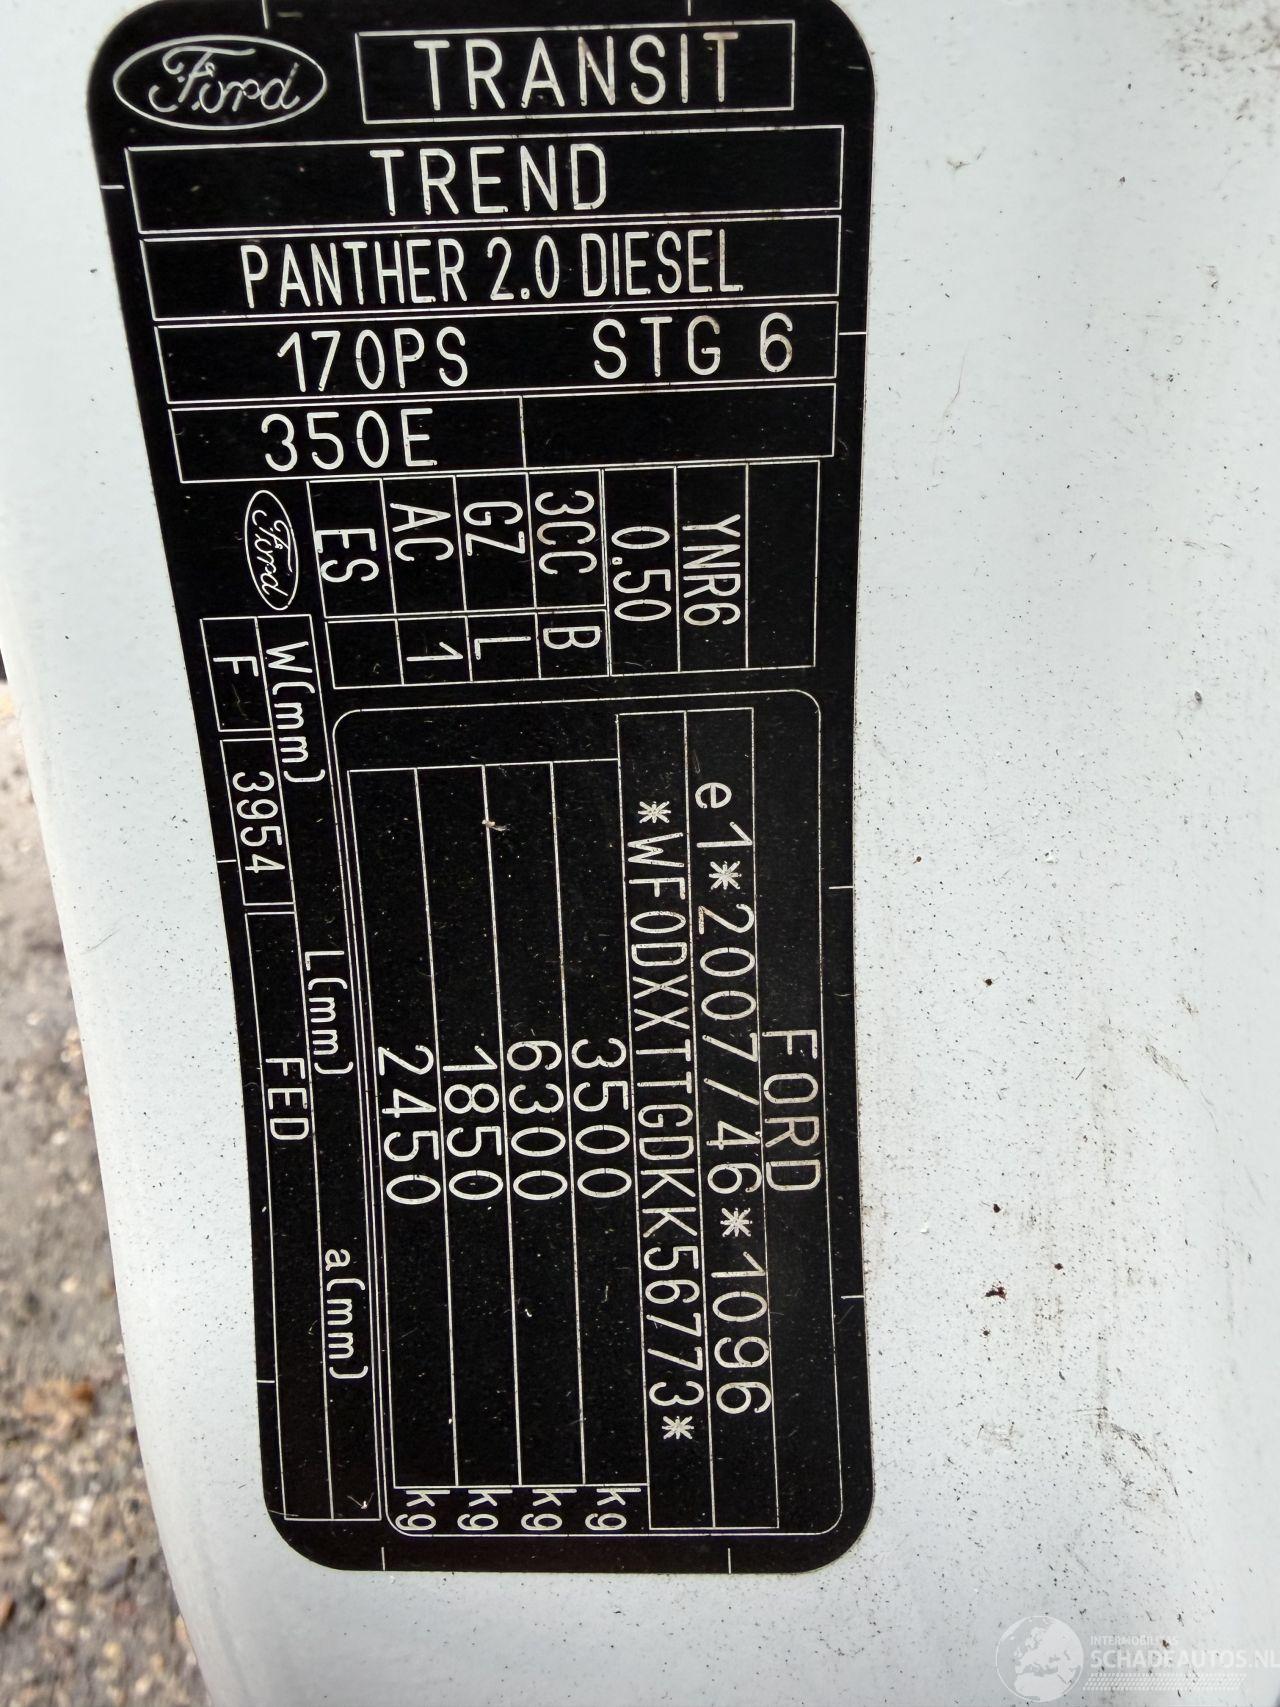 Ford TRANSIT
TREND
PANTHER 2.0 DIESEL
170PS STG 6
350E
YNR6
0.50
3CC B
GZ L
AC 1
ES
Ford
FORD
e1*2007/46*1096
*WF0DXXTTGDKK56773*
3500 kg
6300 kg
1850 kg
2450 kg
W(mm) L(mm) a(mm)
F 3954 FED
INTERMOBILITAS
SCHADEAUTOS.NL